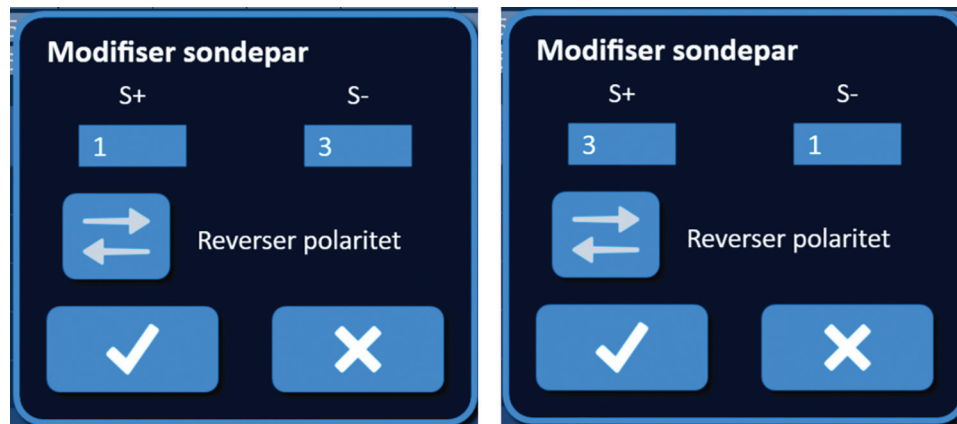 Modifiser sondepar
S+ S-
1 3
Reverser polaritet
Modifiser sondepar
S+ S-
3 1
Reverser polaritet